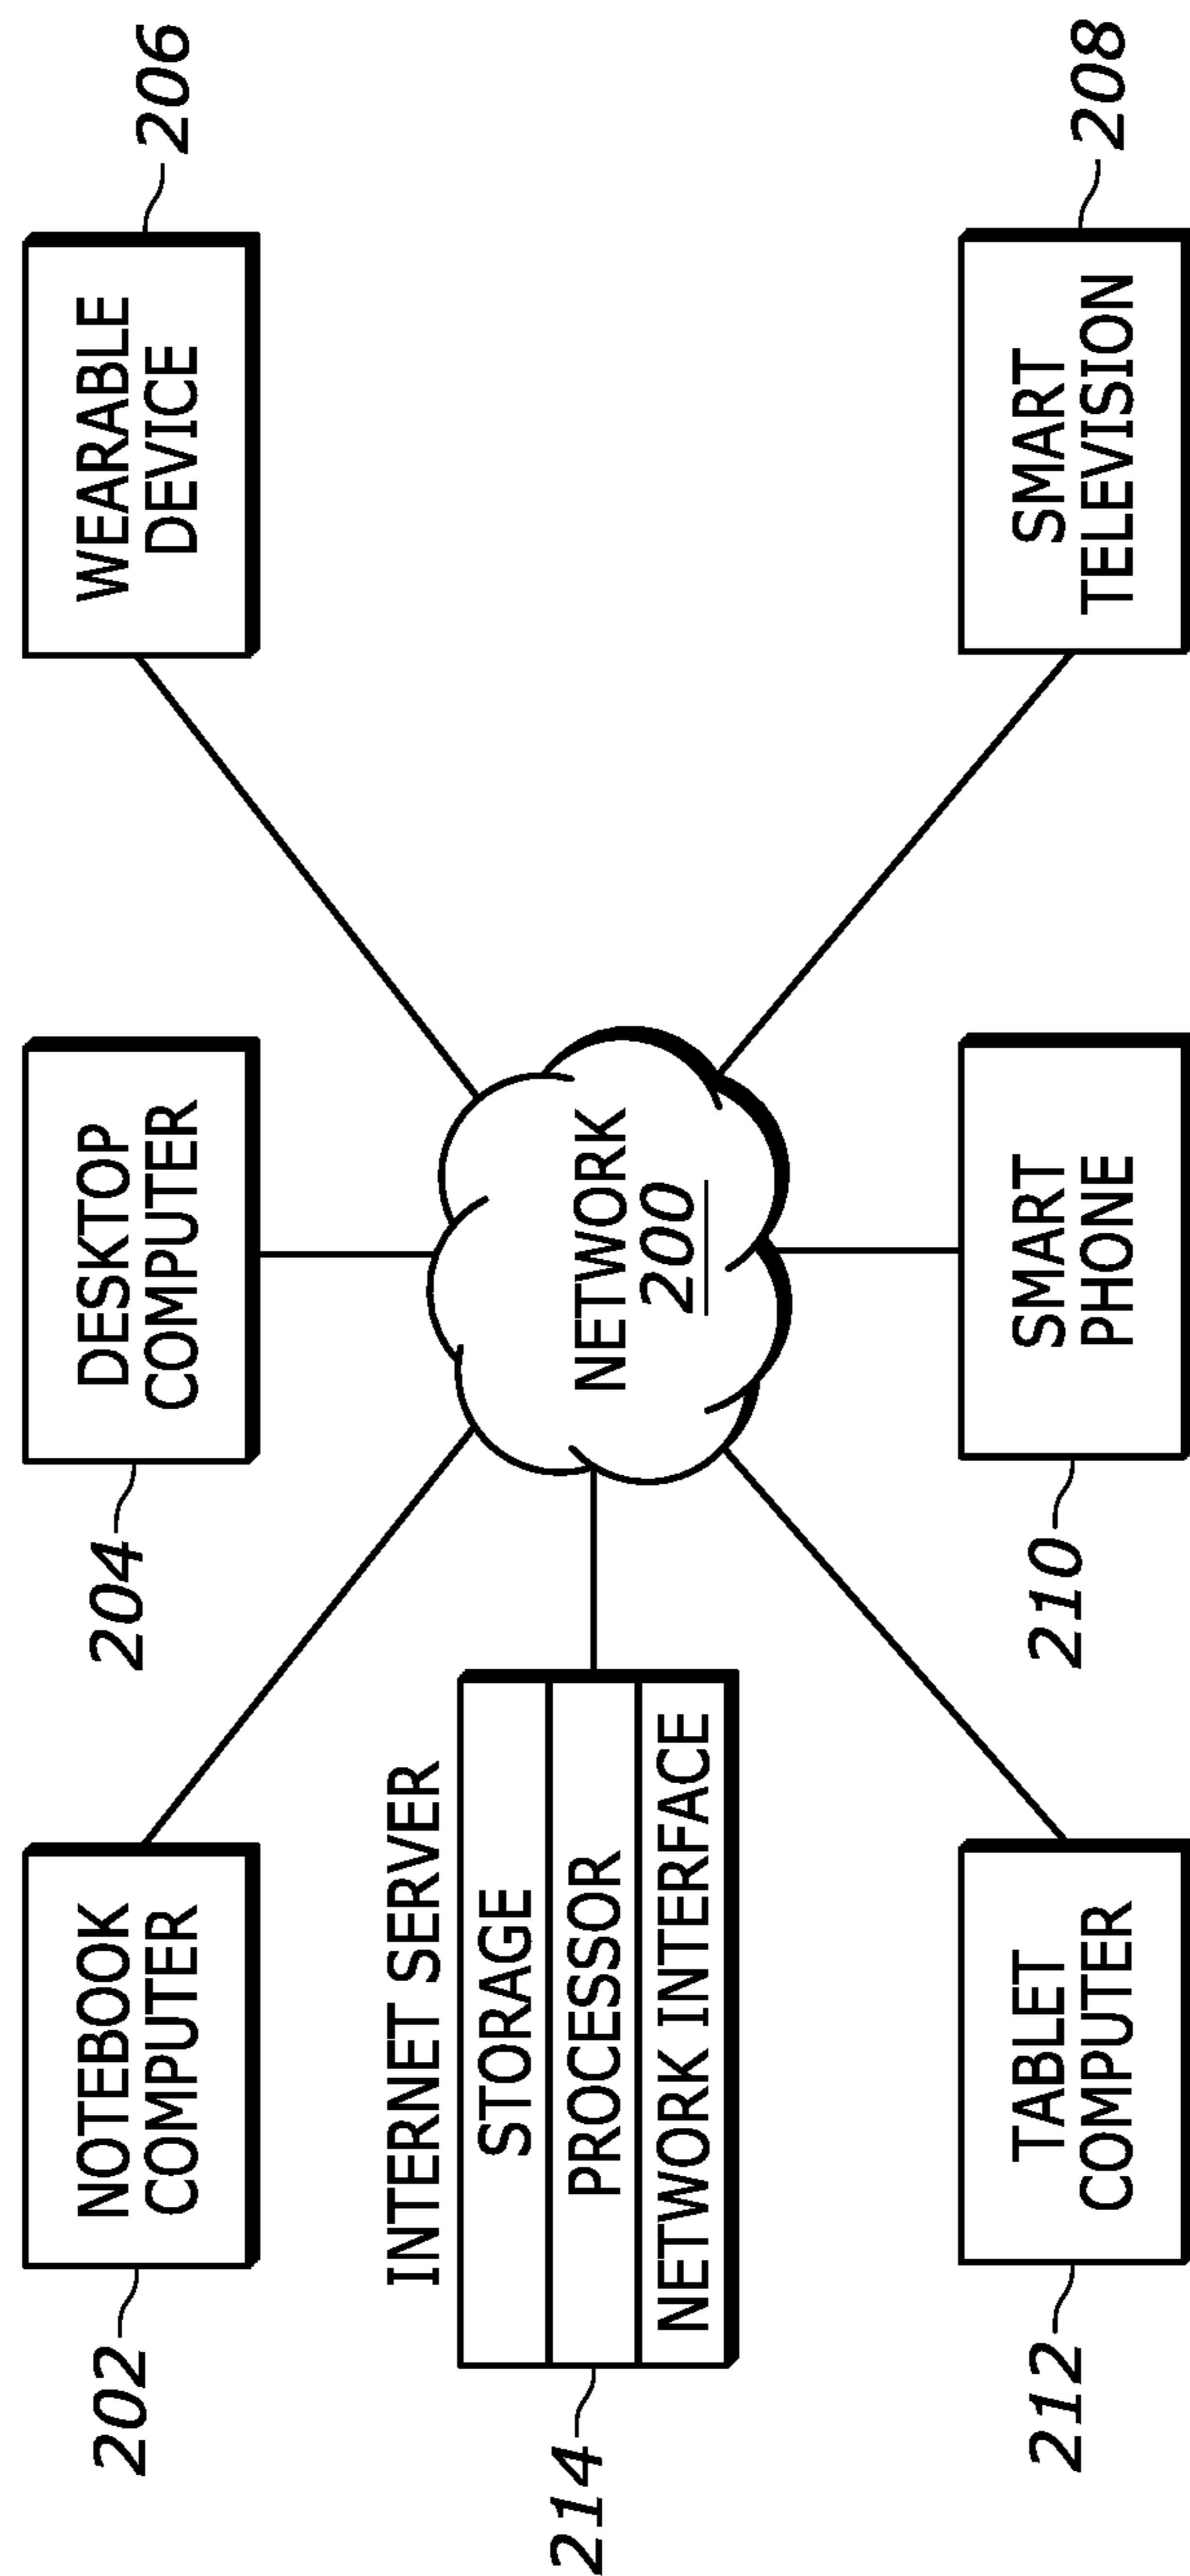 202
NOTEBOOK
COMPUTER
204
DESKTOP
COMPUTER
WEARABLE
DEVICE
206
INTERNET SERVER
214
STORAGE
PROCESSOR
NETWORK INTERFACE
NETWORK
200
212
TABLET
COMPUTER
210
SMART
PHONE
SMART
TELEVISION
208